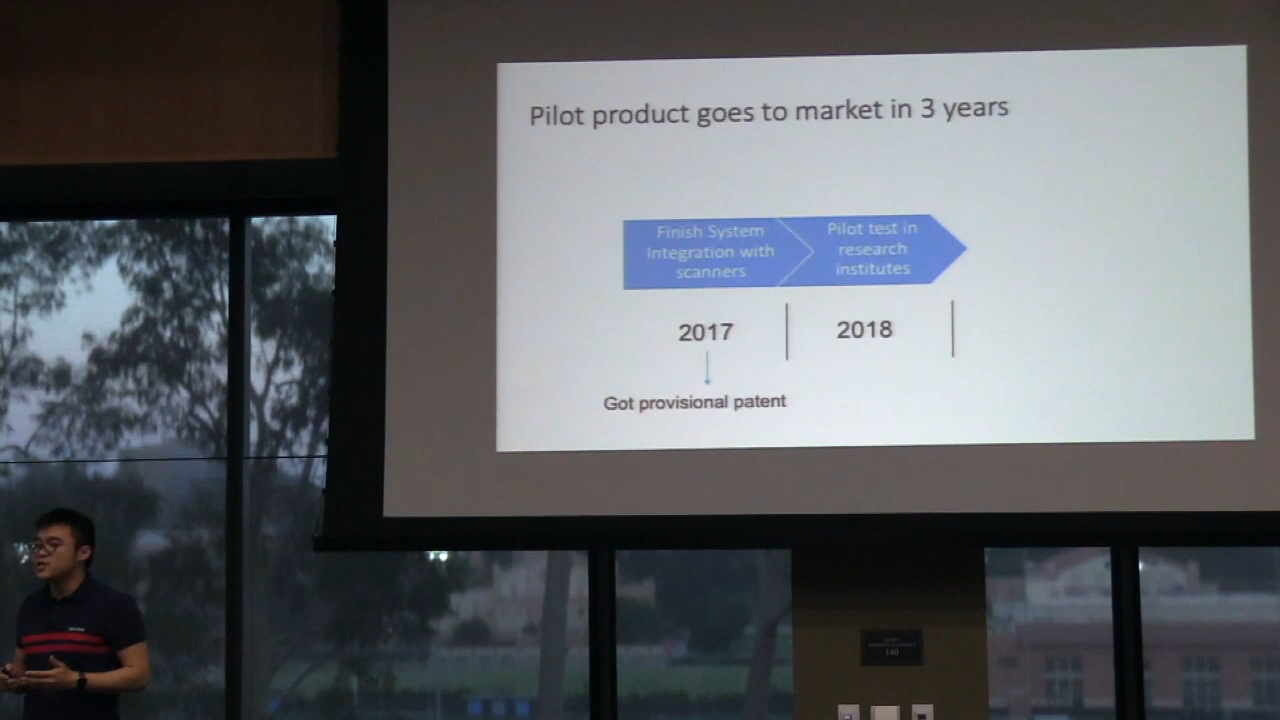 Pilot product goes to market in 3 years
Finish System
Integration with
scanners
Pilot test in
research
institutes
2017
2018
Got provisional patent
140